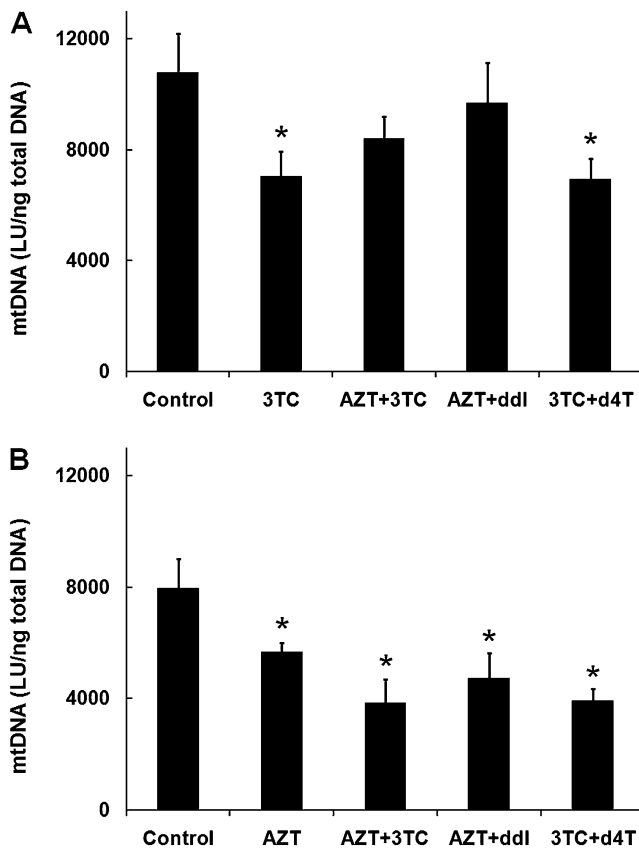 A
mtDNA (LU/ng total DNA)
12000
8000
4000
0
* *
Control 3TC AZT+3TC AZT+ddI 3TC+d4T
B
mtDNA (LU/ng total DNA)
12000
8000
4000
0
* * * *
Control AZT AZT+3TC AZT+ddI 3TC+d4T